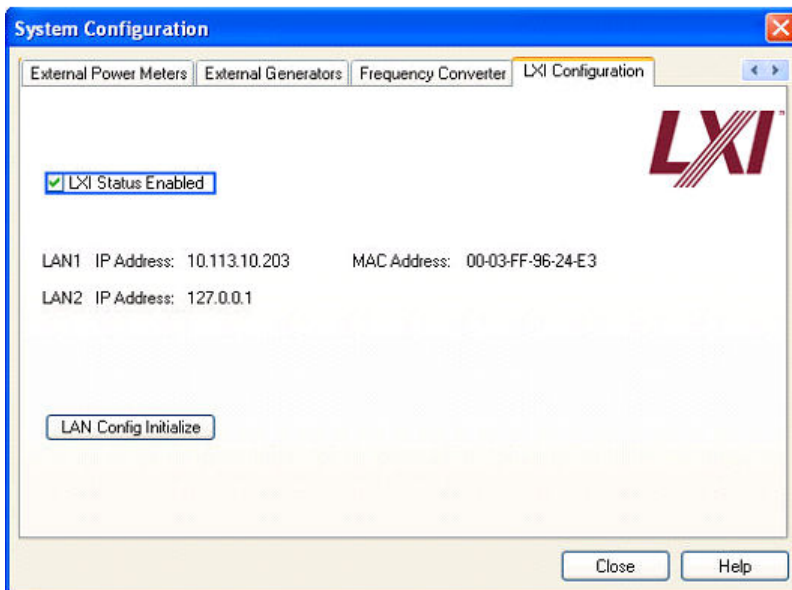 System Configuration
External Power Meters External Generators Frequency Converter LXI Configuration
LXI™
LXI Status Enabled
LAN1 IP Address: 10.113.10.203 MAC Address: 00-03-FF-96-24-E3
LAN2 IP Address: 127.0.0.1
LAN Config Initialize
Close Help